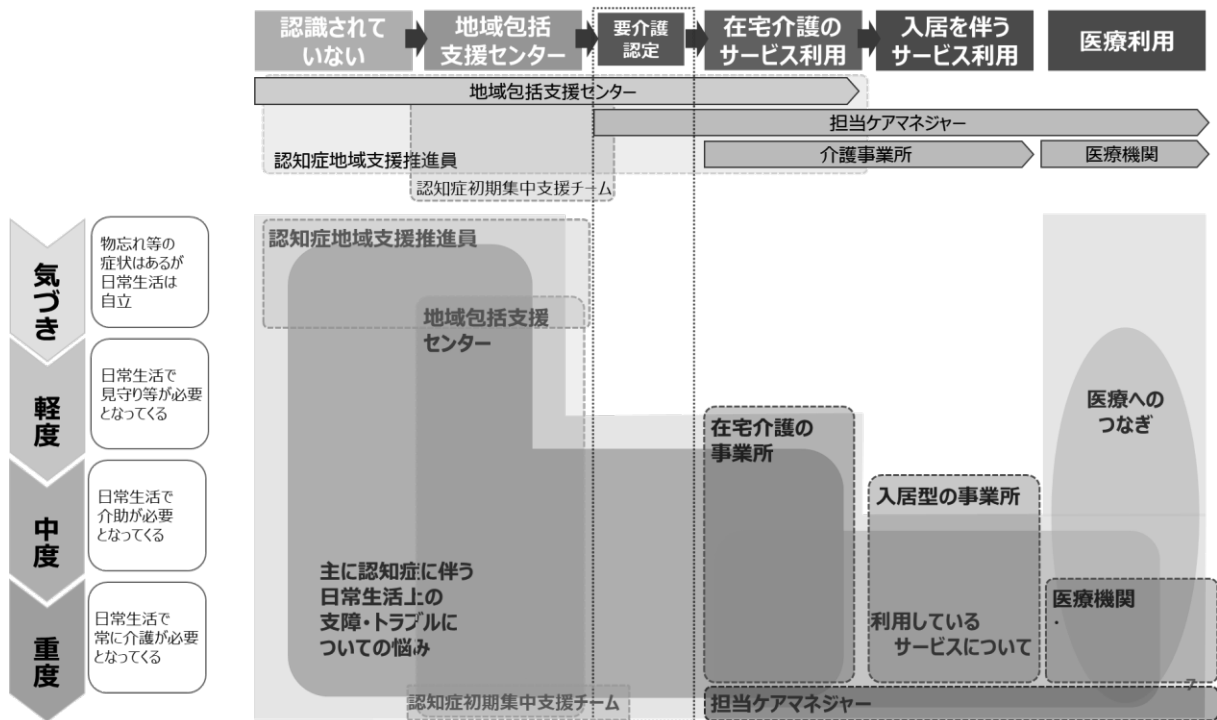 認識されて
いない
地域包括
支援センター
要介護
認定
在宅介護の
サービス利用
入居を伴う
サービス利用
医療利用
地域包括支援センター
担当ケアマネジャー
介護事業所
医療機関
認知症地域支援推進員
認知症初期集中支援チーム
気づき
物忘れ等の
症状はあるが
日常生活は
自立
軽度
日常生活で
見守り等が必要
となってくる
中度
日常生活で
介助が必要
となってくる
重度
日常生活で
常に介護が必要
となってくる
認知症地域支援推進員
地域包括支援
センター
在宅介護の
事業所
医療への
つなぎ
入居型の事業所
主に認知症に伴う
日常生活上の
支障・トラブルに
ついての悩み
利用している
サービスについて
医療機関
・
認知症初期集中支援チーム
担当ケアマネジャー
7